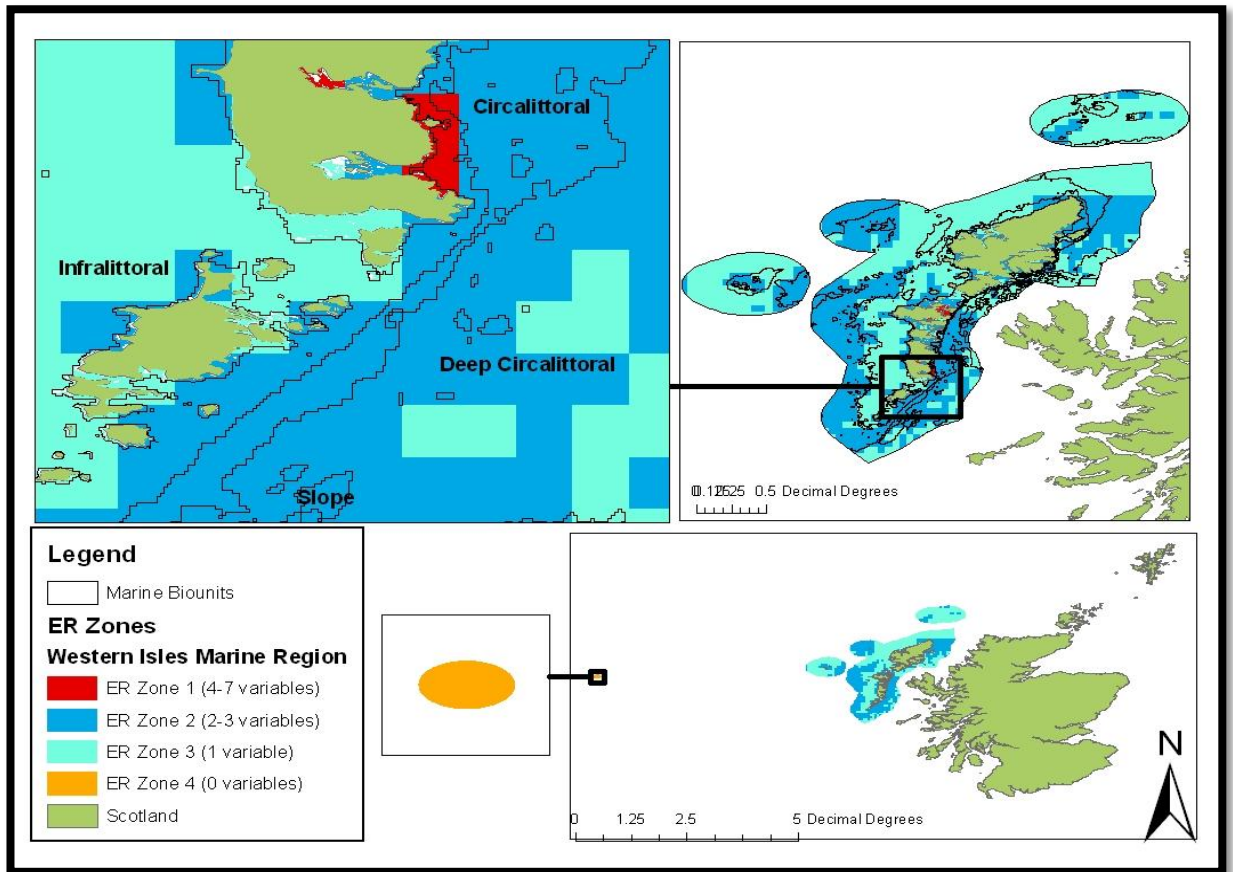 Circalittoral
Infralittoral
Deep Circalittoral
Slope
0.5 Decimal Degrees
Legend
Marine Biounits
ER Zones
Western Isles Marine Region
ER Zone 1 (4-7 variables)
ER Zone 2 (2-3 variables)
ER Zone 3 (1 variable)
ER Zone 4 (0 variables)
Scotland
N
0 1.25 2.5 5 Decimal Degrees